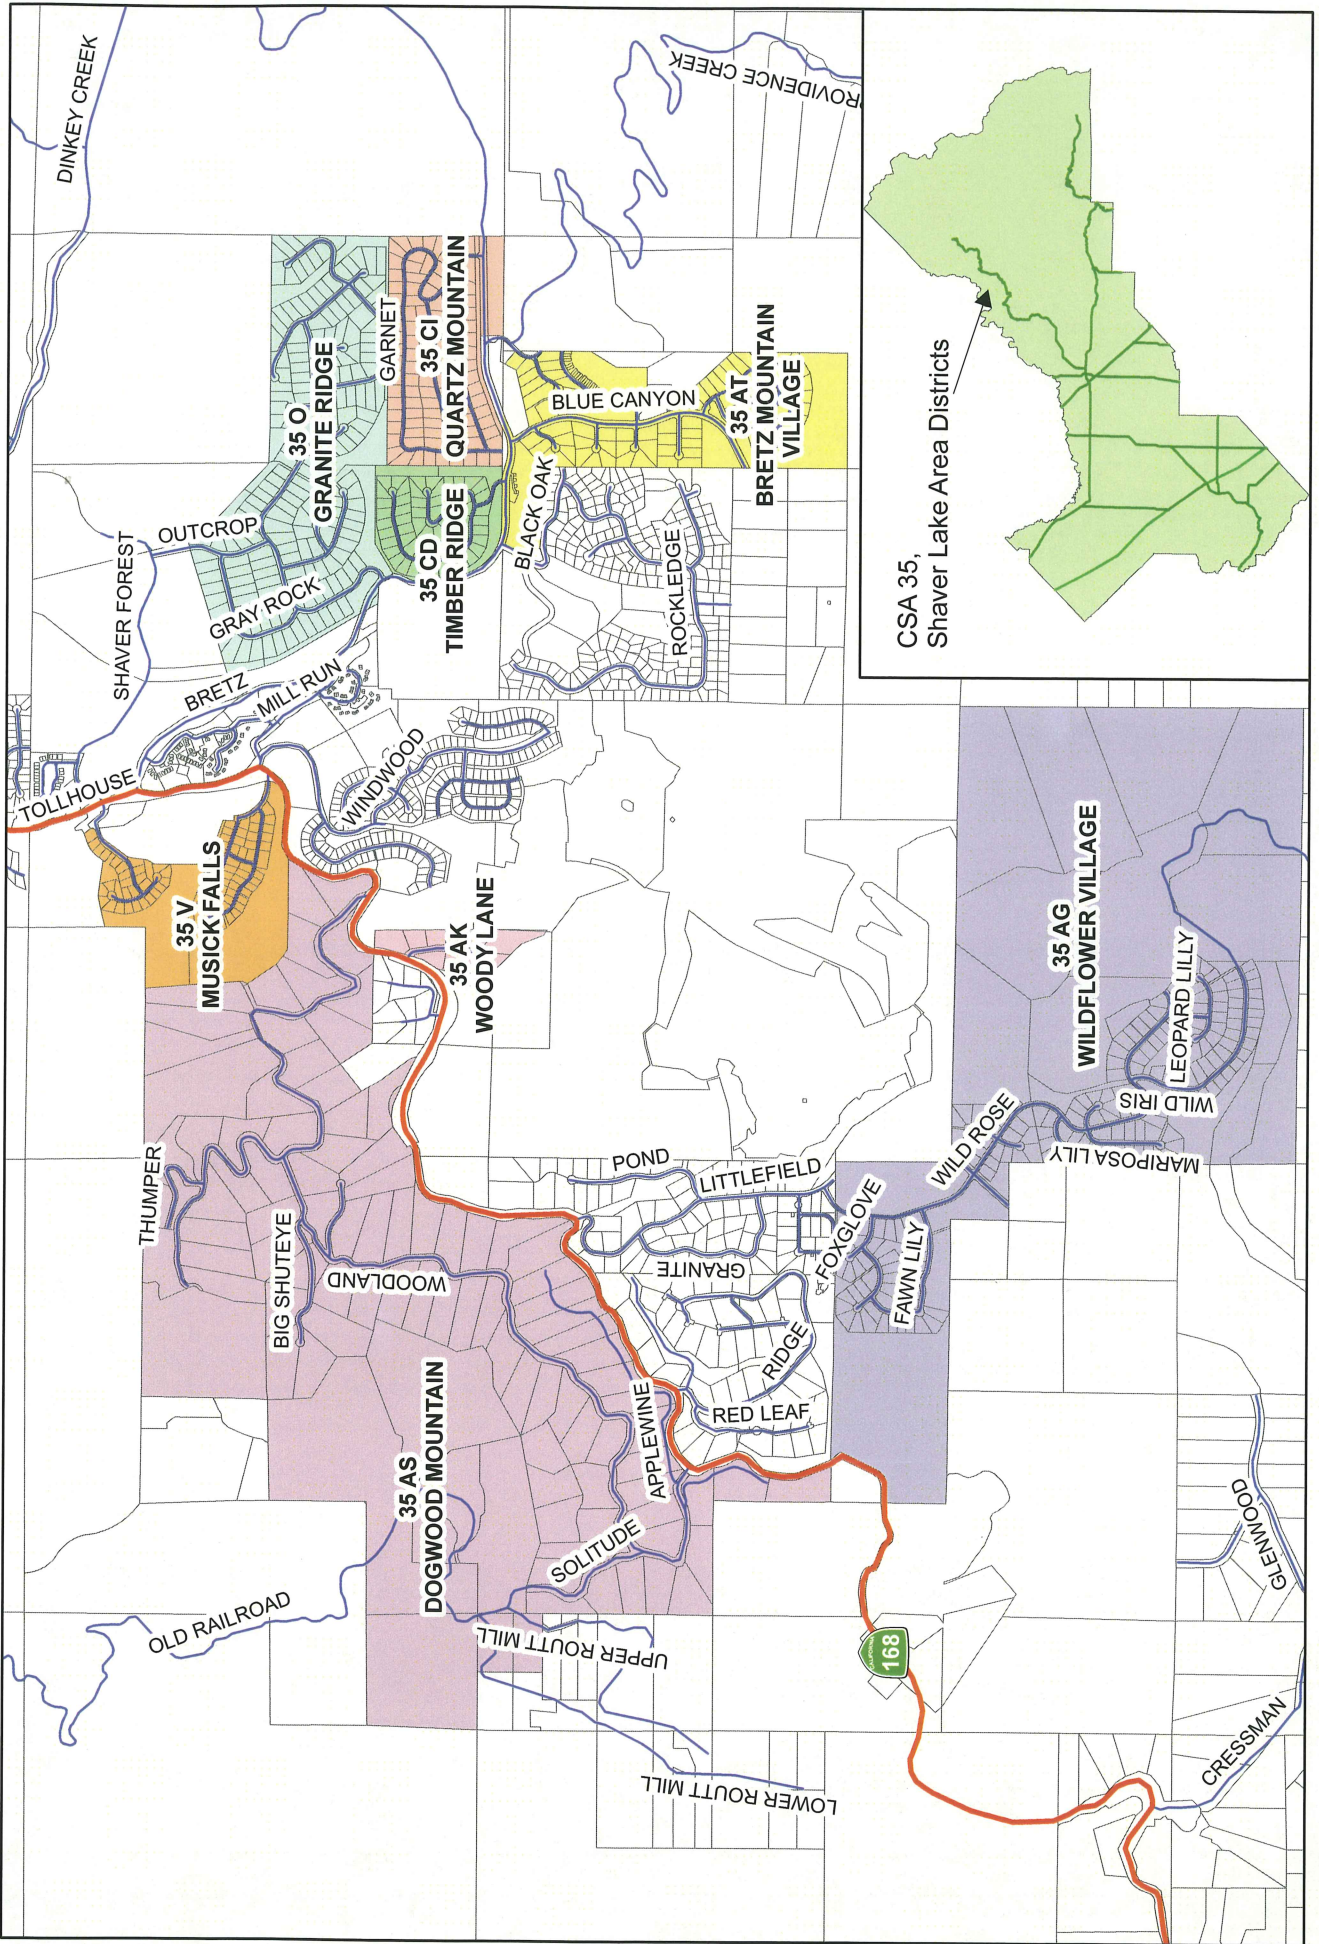 DINKEY CREEK
PROVIDENCE CREEK
35 O
GRANITE RIDGE
GARNET
35 CI
QUARTZ MOUNTAIN
BLUE CANYON
35 AT
BRETZ MOUNTAIN
VILLAGE
SHAVER FOREST
OUTCROP
GRAY ROCK
35 CD
TIMBER RIDGE
BLACK OAK
ROCKLEDGE
CSA 35,
Shaver Lake Area Districts
BRETZ
MILL RUN
TOLLHOUSE
WINDWOOD
35 V
MUSICK FALLS
35 AK
WOODY LANE
35 AG
WILDFLOWER VILLAGE
LEOPARD LILLY
WILD IRIS
MARIPOSA LILY
WILD ROSE
THUMPER
BIG SHUTEYE
WOODLAND
POND
LITTLEFIELD
GRANITE
FOXGLOVE
FAWN LILY
RIDGE
RED LEAF
APPLEWINE
35 AS
DOGWOOD MOUNTAIN
SOLITUDE
OLD RAILROAD
UPPER ROUTT MILL
LOWER ROUTT MILL
CALIFORNIA
168
GLENWOOD
CRESSMAN